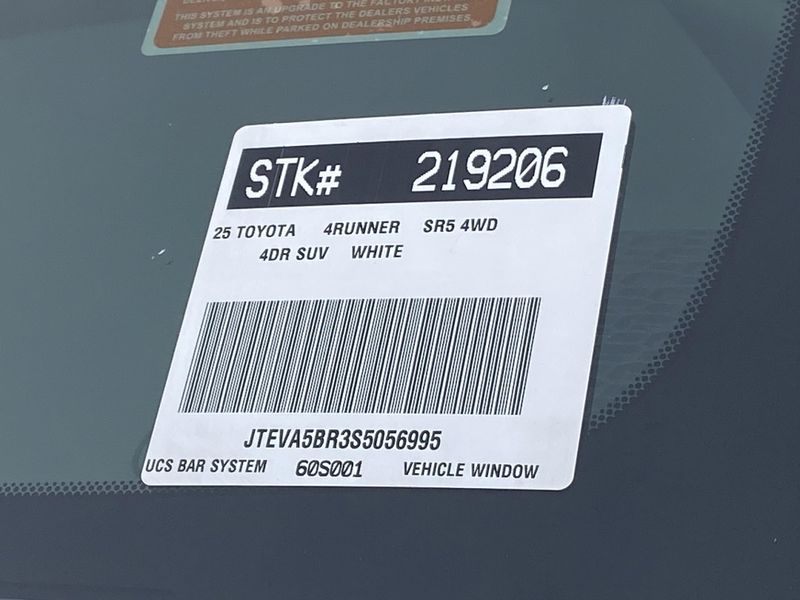 THIS SYSTEM IS AN UPGRADE TO THE FACTORY
SYSTEM AND IS TO PROTECT THE DEALERS VEHICLES
FROM THEFT WHILE PARKED ON DEALERSHIP PREMISES.
STK# 219206
25 TOYOTA 4RUNNER SR5 4WD
4DR SUV WHITE
JTEVA5BR3S5056995
UCS BAR SYSTEM 60S001 VEHICLE WINDOW